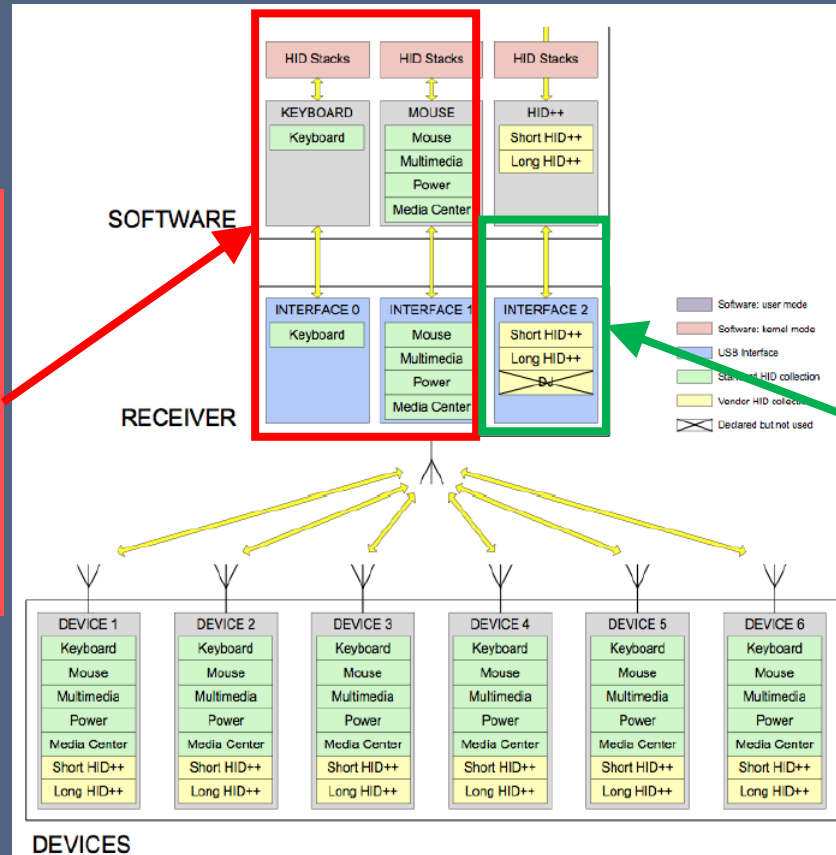 HID Stacks
HID Stacks
HID Stacks
KEYBOARD
Keyboard
MOUSE
Mouse
Multimedia
Power
Media Center
HID++
Short HID++
Long HID++
SOFTWARE
INTERFACE 0
Keyboard
INTERFACE 1
Mouse
Multimedia
Power
Media Center
INTERFACE 2
Short HID++
Long HID++
DJ
RECEIVER
Software: user mode
Software: kernel mode
USB Interface
Standard HID collection
Vendor HID collection
Declared but not used
DEVICE 1
Keyboard
Mouse
Multimedia
Power
Media Center
Short HID++
Long HID++
DEVICE 2
Keyboard
Mouse
Multimedia
Power
Media Center
Short HID++
Long HID++
DEVICE 3
Keyboard
Mouse
Multimedia
Power
Media Center
Short HID++
Long HID++
DEVICE 4
Keyboard
Mouse
Multimedia
Power
Media Center
Short HID++
Long HID++
DEVICE 5
Keyboard
Mouse
Multimedia
Power
Media Center
Short HID++
Long HID++
DEVICE 6
Keyboard
Mouse
Multimedia
Power
Media Center
Short HID++
Long HID++
DEVICES